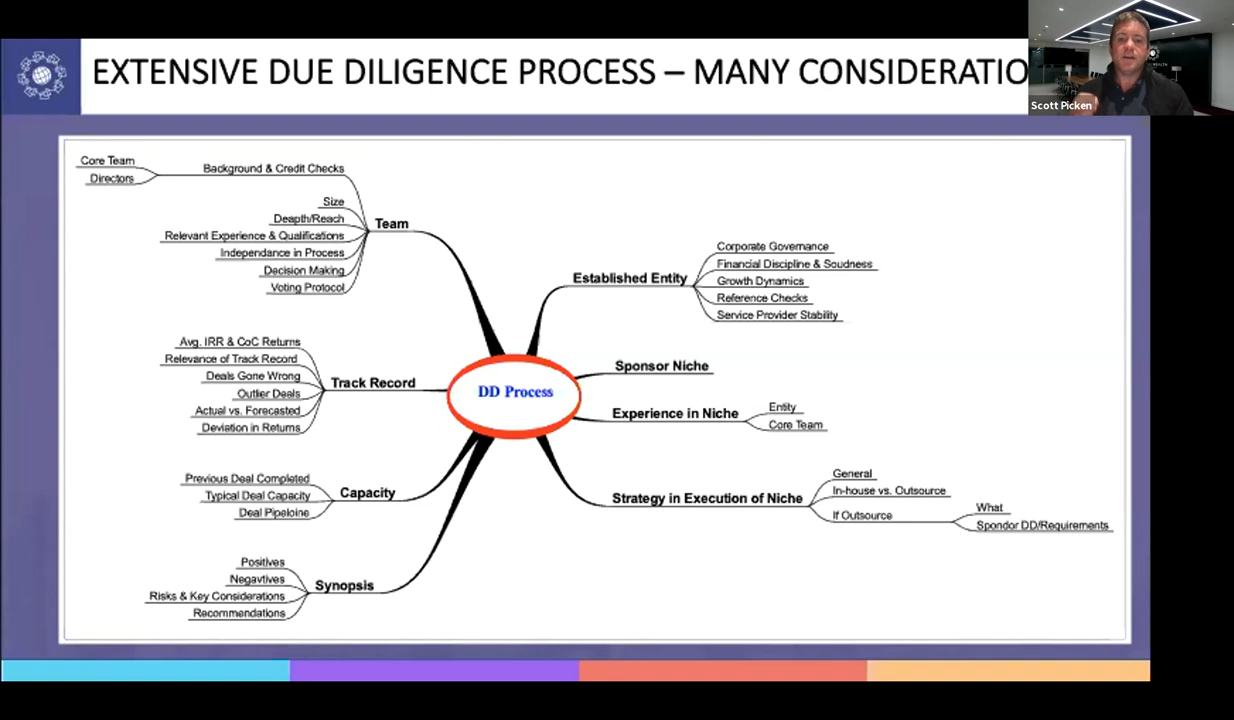 EXTENSIVE DUE DILIGENCE PROCESS – MANY CONSIDERATIO
Scott Picken
Core Team
Directors
Background & Credit Checks
Size
Deapth/Reach
Relevant Experience & Qualifications
Independance in Process
Decision Making
Voting Protocol
Team
Established Entity
Corporate Governance
Financial Discipline & Soudness
Growth Dynamics
Reference Checks
Service Provider Stability
Avg. IRR & CoC Returns
Relevance of Track Record
Deals Gone Wrong
Outlier Deals
Actual vs. Forecasted
Deviation in Returns
Track Record
DD Process
Sponsor Niche
Experience in Niche
Entity
Core Team
Previous Deal Completed
Typical Deal Capacity
Deal Pipeloine
Capacity
Strategy in Execution of Niche
General
In-house vs. Outsource
If Outsource
What
Spondor DD/Requirements
Positives
Negavtives
Risks & Key Considerations
Recommendations
Synopsis